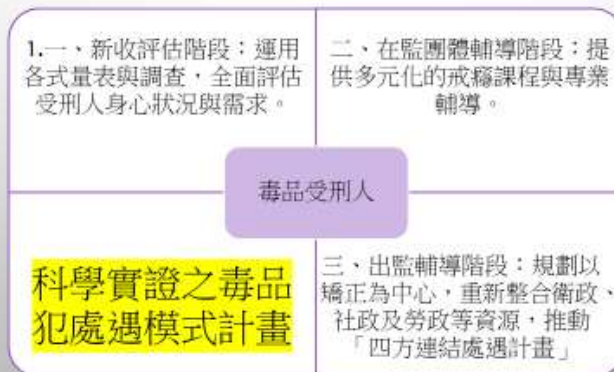 1.一、新收評估階段：運用
各式量表與調查，全面評估
受刑人身心狀況與需求。
二、在監團體輔導階段：提
供多元化的戒癮課程與專業
輔導。
毒品受刑人
科學實證之毒品
犯處遇模式計畫
三、出監輔導階段：規劃以
矯正為中心，重新整合衛政、
社政及勞政等資源，推動
「四方連結處遇計畫」